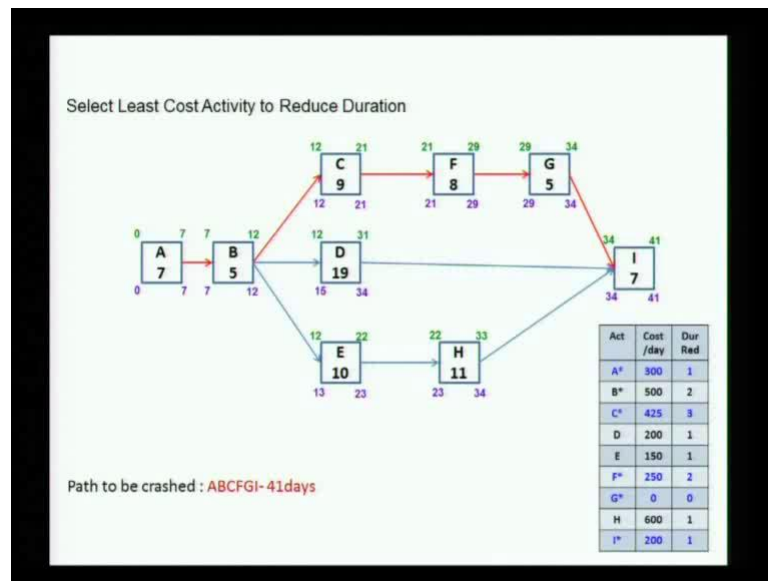 Select Least Cost Activity to Reduce Duration
12 21 21 29 29 34
C F G
9 8 5
12 21 21 29 29 34
0 7 7 12 12 31 34 41
A B D I
7 5 19 7
0 7 7 12 15 34 34 41
12 22 22 33
E H
10 11
13 23 23 34
Act Cost /day Dur Red
A* 300 1
B* 500 2
C* 425 3
D 200 1
E 150 1
F* 250 2
G* 0 0
H 600 1
I* 200 1
Path to be crashed : ABCFGI- 41days